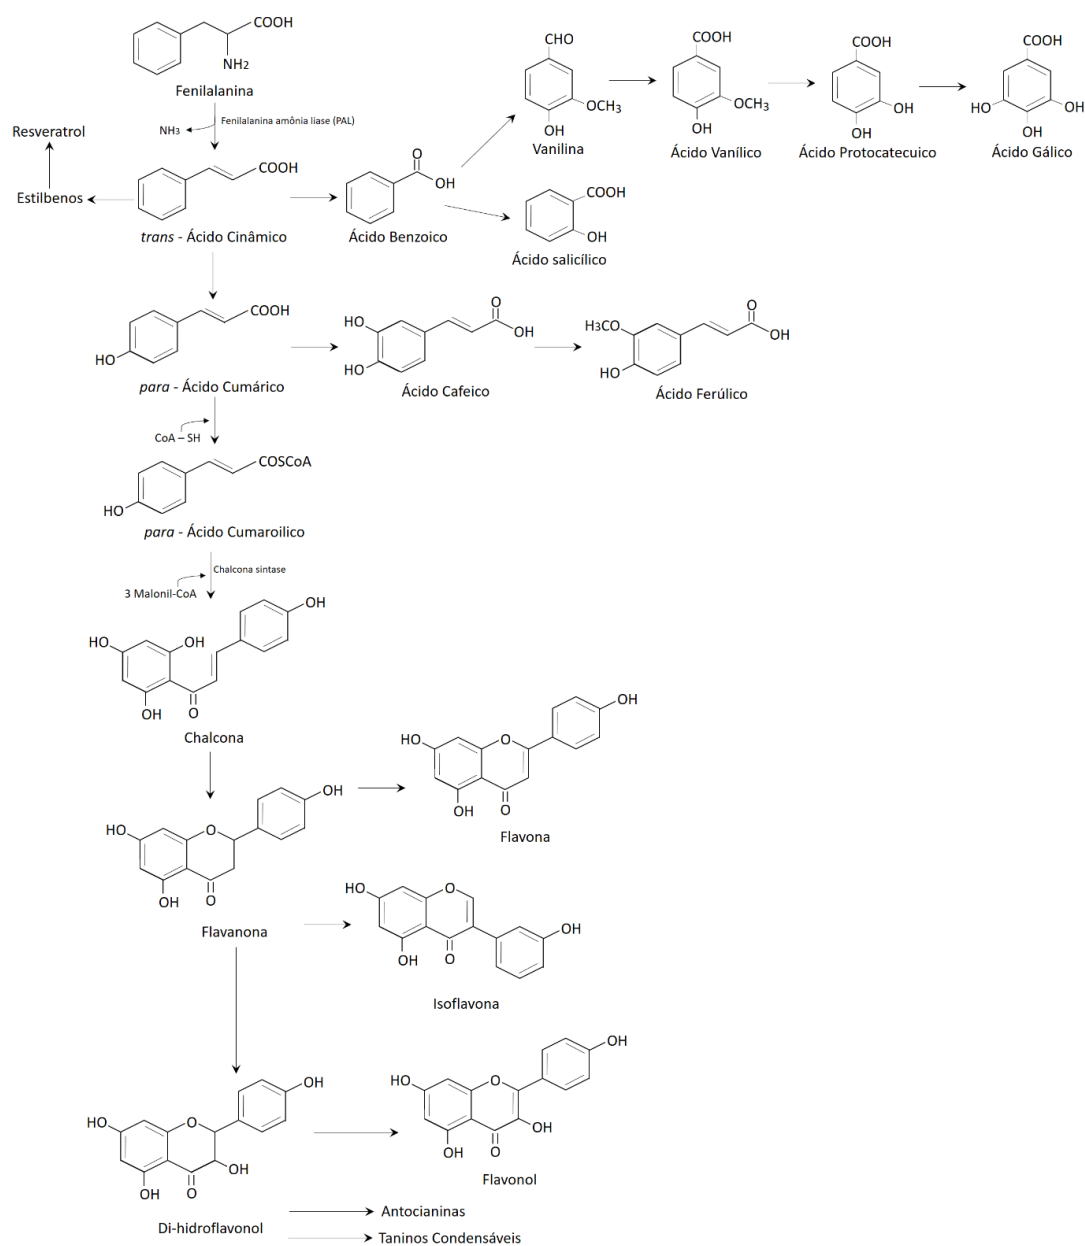 COOH
NH2
Fenilalanina
NH3
Fenilalanina amônia liase (PAL)
Resveratrol
Estilbenos
COOH
trans - Ácido Cinâmico
O
OH
Ácido Benzoico
CHO
OCH3
OH
Vanilina
COOH
OCH3
OH
Ácido Vanílico
COOH
OH
OH
Ácido Protocatecuico
COOH
HO
OH
OH
Ácido Gálico
COOH
OH
Ácido salicílico
COOH
HO
para - Ácido Cumárico
HO
HO
O
OH
Ácido Cafeico
H3CO
HO
O
OH
Ácido Ferúlico
CoA – SH
COSCoA
HO
para - Ácido Cumaroilico
Chalcona sintase
3 Malonil-CoA
OH
HO
OH
OH
O
Chalcona
OH
HO
O
OH
O
Flavanona
OH
HO
O
OH
O
Flavona
HO
O
OH
OH
O
Isoflavona
OH
HO
O
OH
OH
O
Di-hidroflavonol
OH
HO
O
OH
OH
O
Flavonol
Antocianinas
Taninos Condensáveis